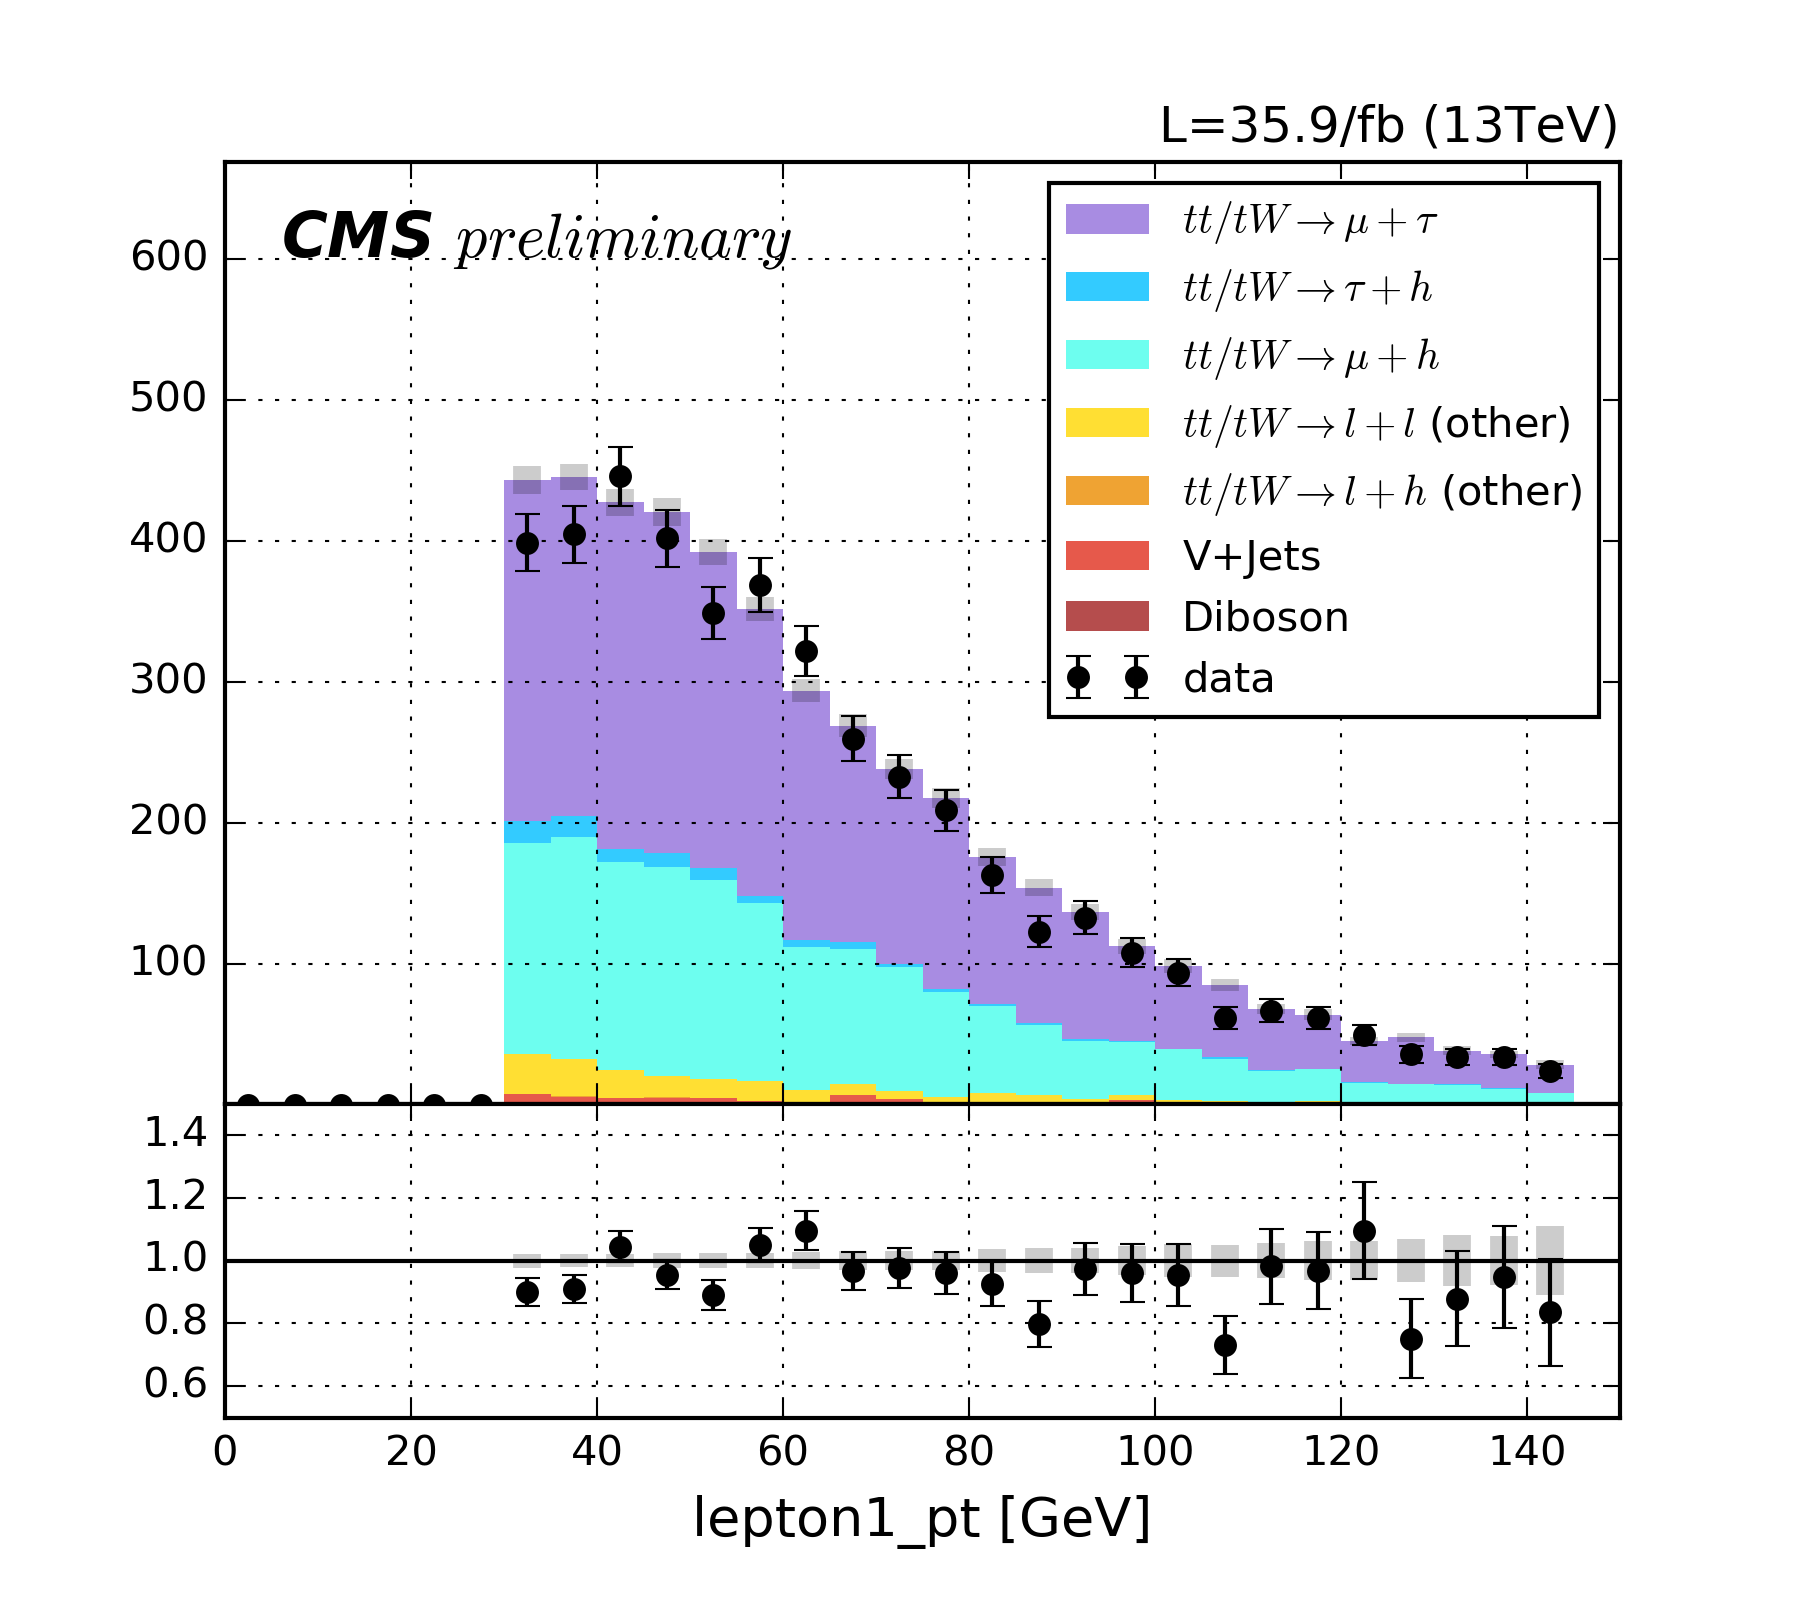 L=35.9/fb (13TeV)
CMS preliminary
tt/tW → μ + τ
tt/tW → τ + h
tt/tW → μ + h
tt/tW → l + l (other)
tt/tW → l + h (other)
V+Jets
Diboson
data
600
500
400
300
200
100
1.4
1.2
1.0
0.8
0.6
0 20 40 60 80 100 120 140
lepton1_pt [GeV]